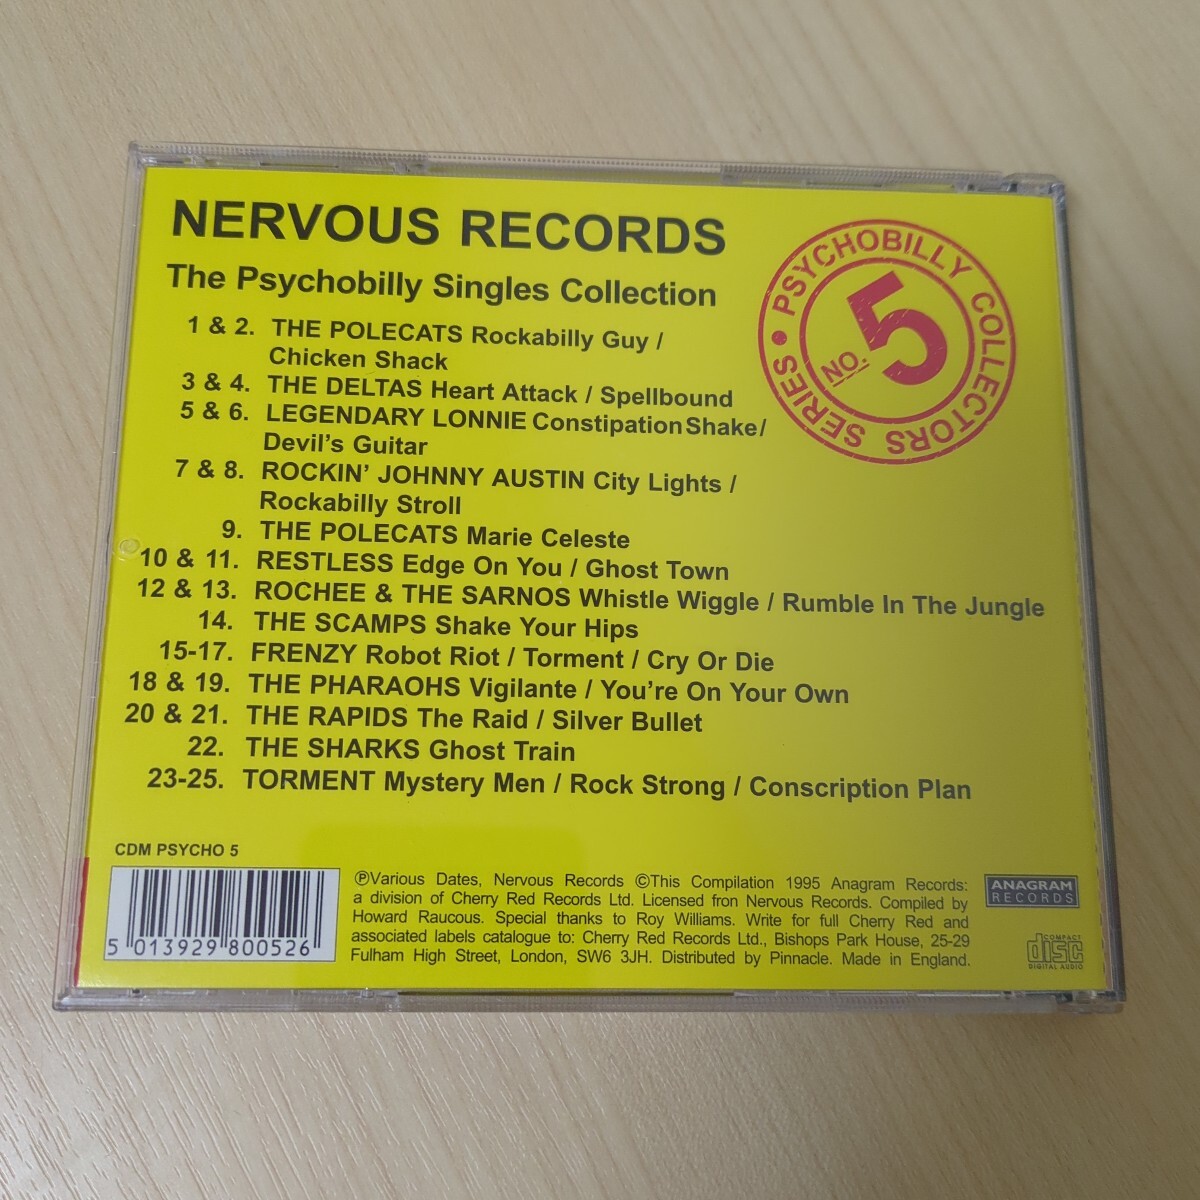 NERVOUS RECORDS
The Psychobilly Singles Collection
PSYCHOBILLY COLLECTORS SERIES •
NO. 5
1 & 2. THE POLECATS Rockabilly Guy /
Chicken Shack
3 & 4. THE DELTAS Heart Attack / Spellbound
5 & 6. LEGENDARY LONNIE Constipation Shake/
Devil's Guitar
7 & 8. ROCKIN' JOHNNY AUSTIN City Lights /
Rockabilly Stroll
9. THE POLECATS Marie Celeste
10 & 11. RESTLESS Edge On You / Ghost Town
12 & 13. ROCHEE & THE SARNOS Whistle Wiggle / Rumble In The Jungle
14. THE SCAMPS Shake Your Hips
15-17. FRENZY Robot Riot / Torment / Cry Or Die
18 & 19. THE PHARAOHS Vigilante / You're On Your Own
20 & 21. THE RAPIDS The Raid / Silver Bullet
22. THE SHARKS Ghost Train
23-25. TORMENT Mystery Men / Rock Strong / Conscription Plan
CDM PSYCHO 5
5 013929 800526
ⓅVarious Dates, Nervous Records ©This Compilation 1995 Anagram Records:
a division of Cherry Red Records Ltd. Licensed fron Nervous Records. Compiled by
Howard Raucous. Special thanks to Roy Williams. Write for full Cherry Red and
associated labels catalogue to: Cherry Red Records Ltd., Bishops Park House, 25-29
Fulham High Street, London, SW6 3JH. Distributed by Pinnacle. Made in England.
ANAGRAM
RECORDS
COMPACT
disc
DIGITAL AUDIO